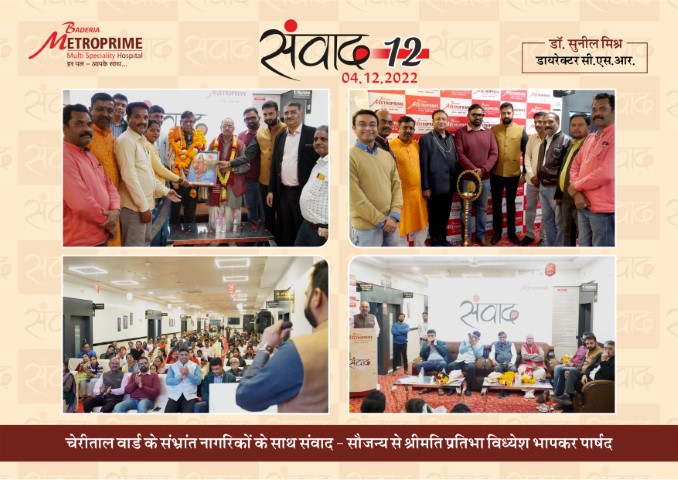 BADERIA
METROPRIME
Multi Speciality Hospital
हर पल - आपके साथ...
संवाद 12
04.12.2022
डॉ. सुनील मिश्र
डायरेक्टर सी.एस.आर.
संवाद
METROPRIME
संवाद
संवाद
चेरीताल वार्ड के संभ्रांत नागरिकों के साथ संवाद – सौजन्य से श्रीमति प्रतिभा विध्येश भापकर पार्षद